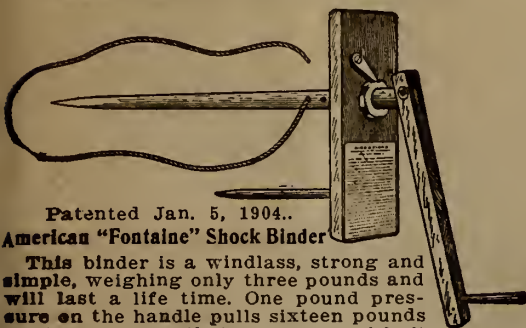 Patented Jan. 5, 1904..
American "Fontaine" Shock Binder
This binder is a windlass, strong and
simple, weighing only three pounds and
will last a life time. One pound pres-
sure on the handle pulls sixteen pounds